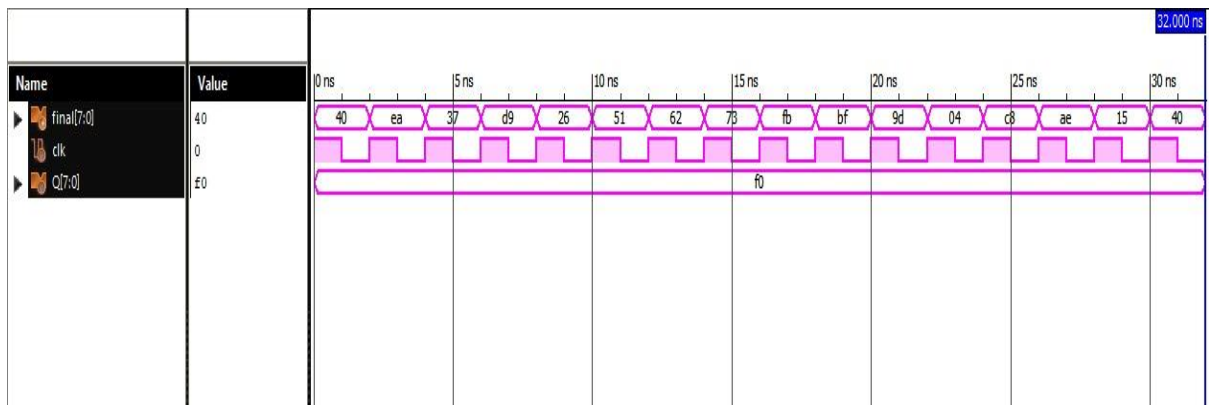 32.000 ns
Name Value 0 ns 5 ns 10 ns 15 ns 20 ns 25 ns 30 ns
final[7:0] 40 40 ea 37 d9 26 51 62 73 fb bf 9d 04 c8 ae 15 40
clk 0
Q[7:0] f0 f0